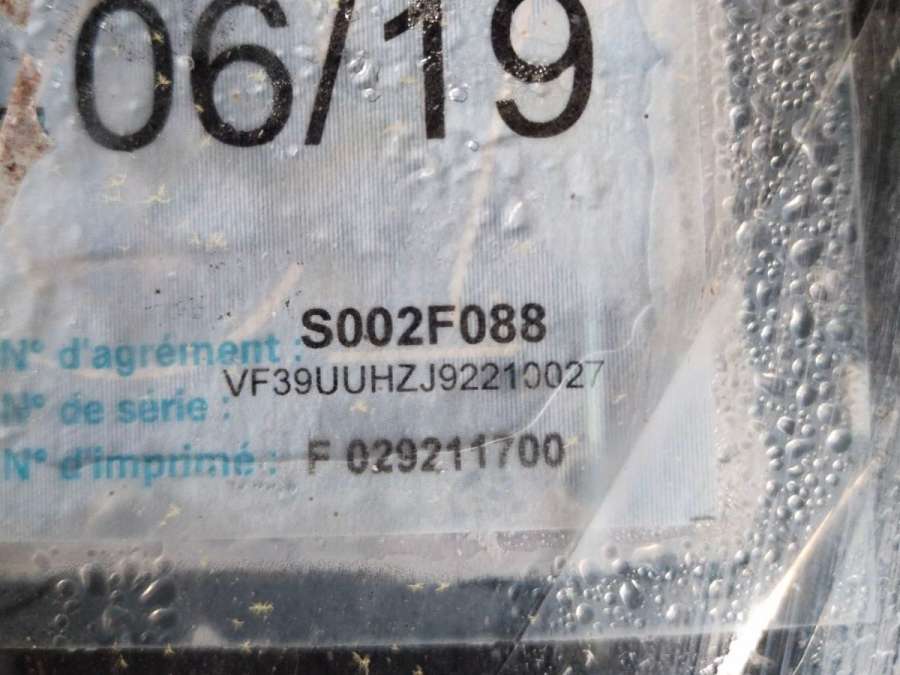 06/19
N° d'agrément : S002F088
N° de série : VF39UUHZJ92210027
N° d'imprimé : F 029211700